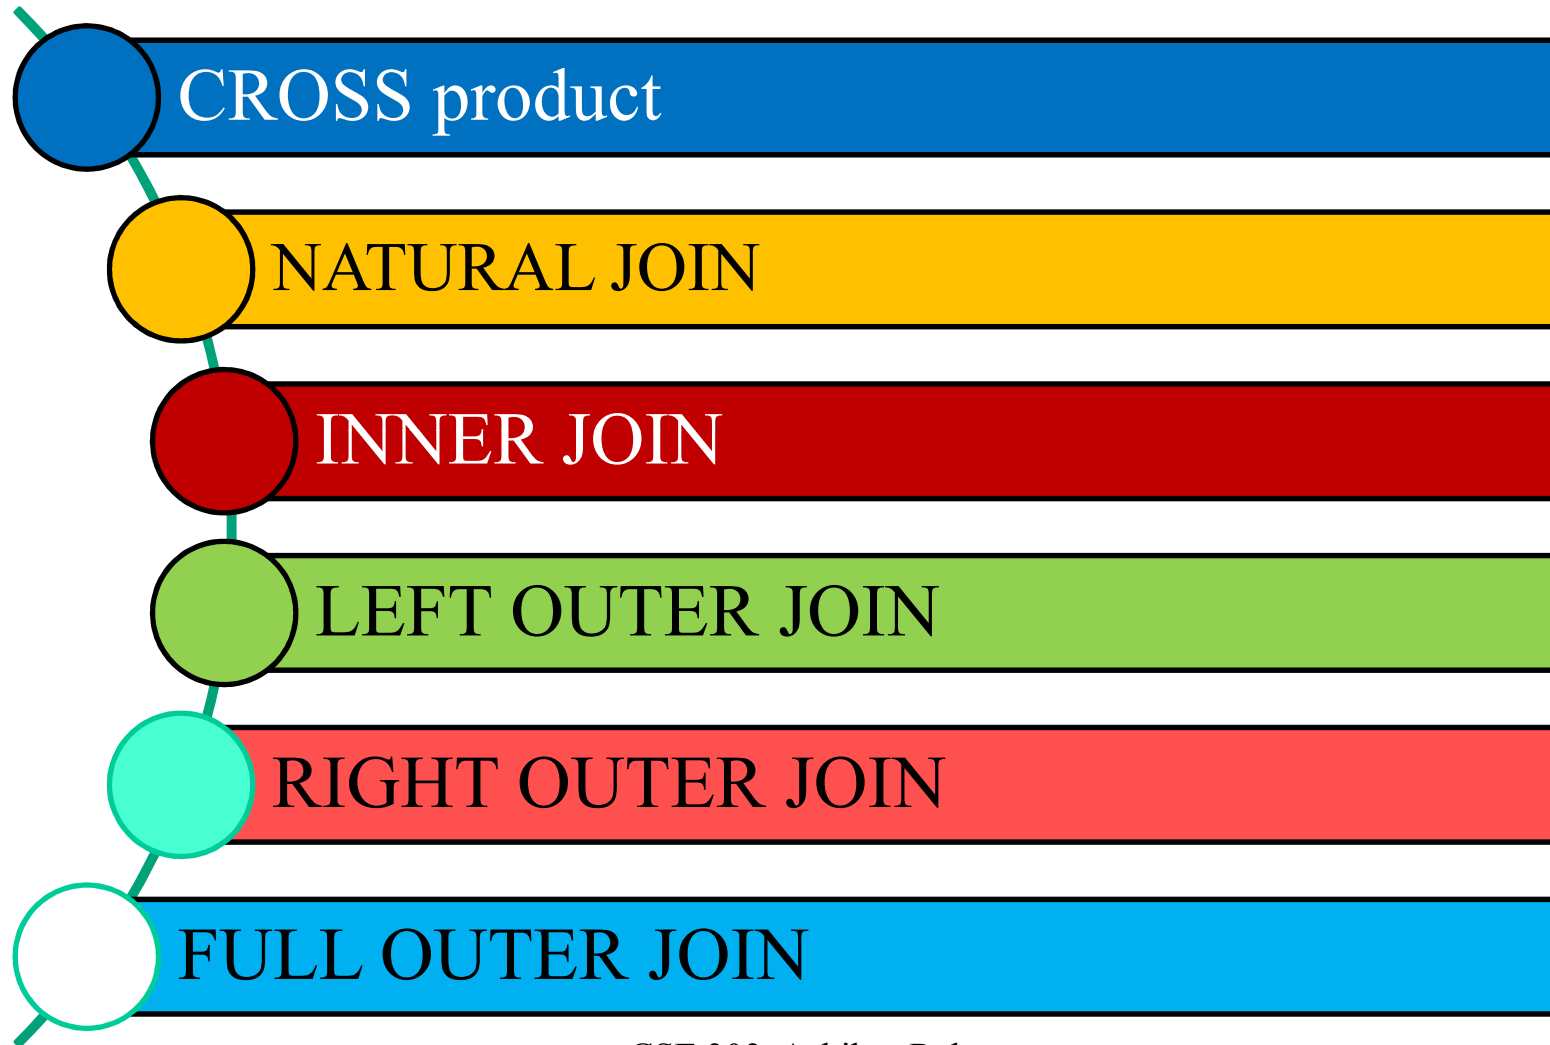 CROSS product
NATURAL JOIN
INNER JOIN
LEFT OUTER JOIN
RIGHT OUTER JOIN
FULL OUTER JOIN